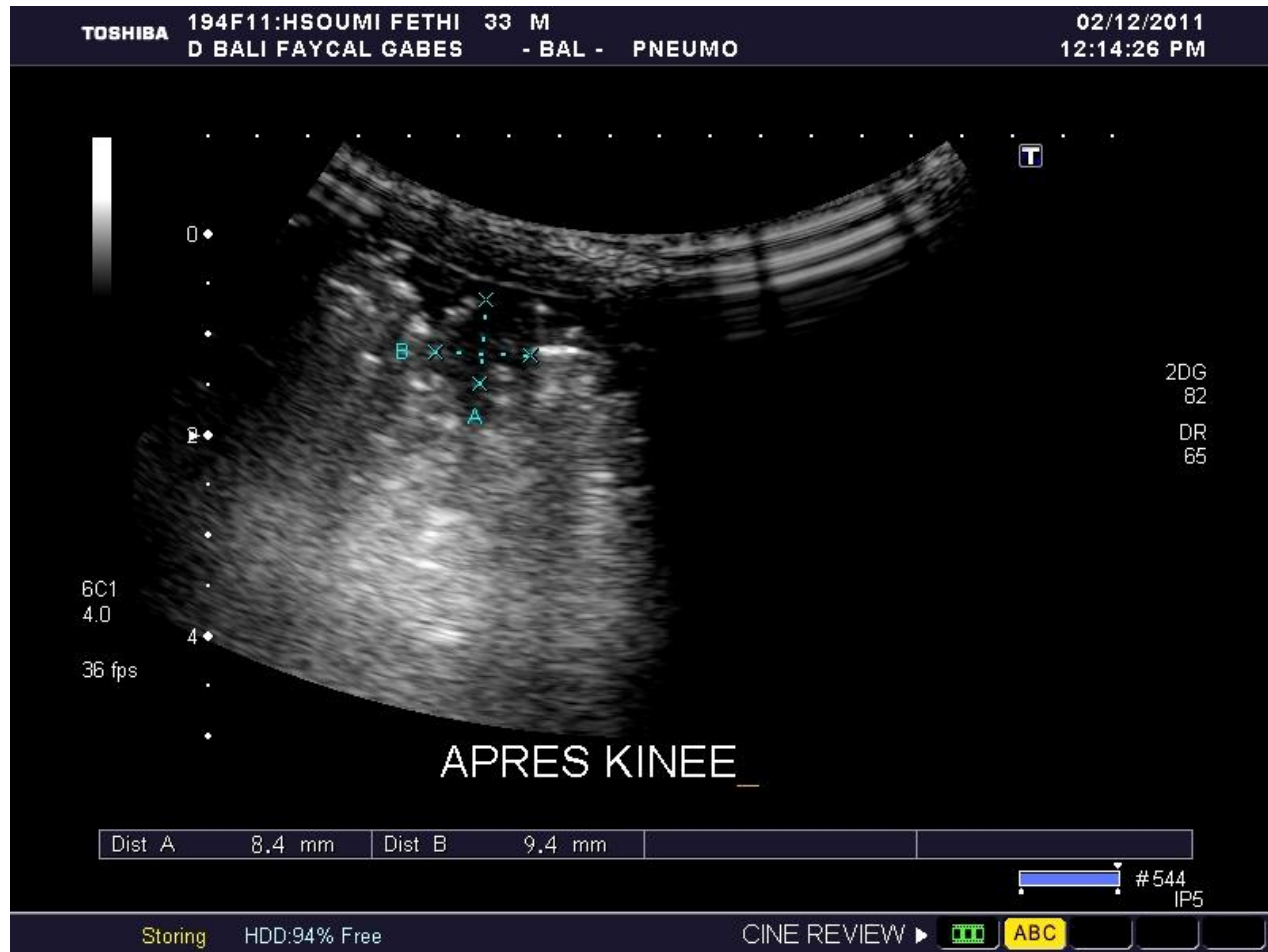 TOSHIBA
194F11:HSOUMI FETHI 33 M
02/12/2011
D BALI FAYCAL GABES - BAL - PNEUMO
12:14:26 PM
T
0
B
2DG
82
A
2
DR
65
6C1
4.0
4
36 fps
APRES KINEE_
Dist A 8.4 mm Dist B 9.4 mm
#544
IP5
Storing HDD:94% Free CINE REVIEW ABC